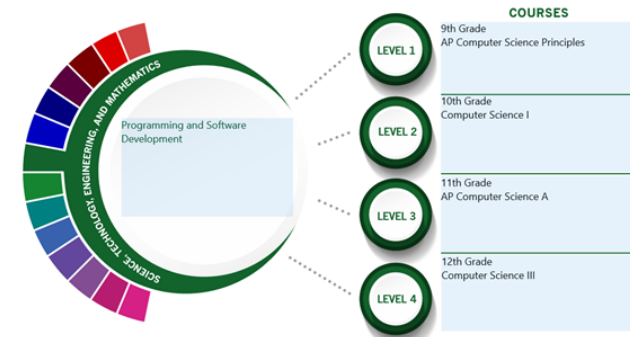 COURSES
SCIENCE, TECHNOLOGY, ENGINEERING, AND MATHEMATICS
Programming and Software
Development
LEVEL 1
9th Grade
AP Computer Science Principles
LEVEL 2
10th Grade
Computer Science I
LEVEL 3
11th Grade
AP Computer Science A
LEVEL 4
12th Grade
Computer Science III